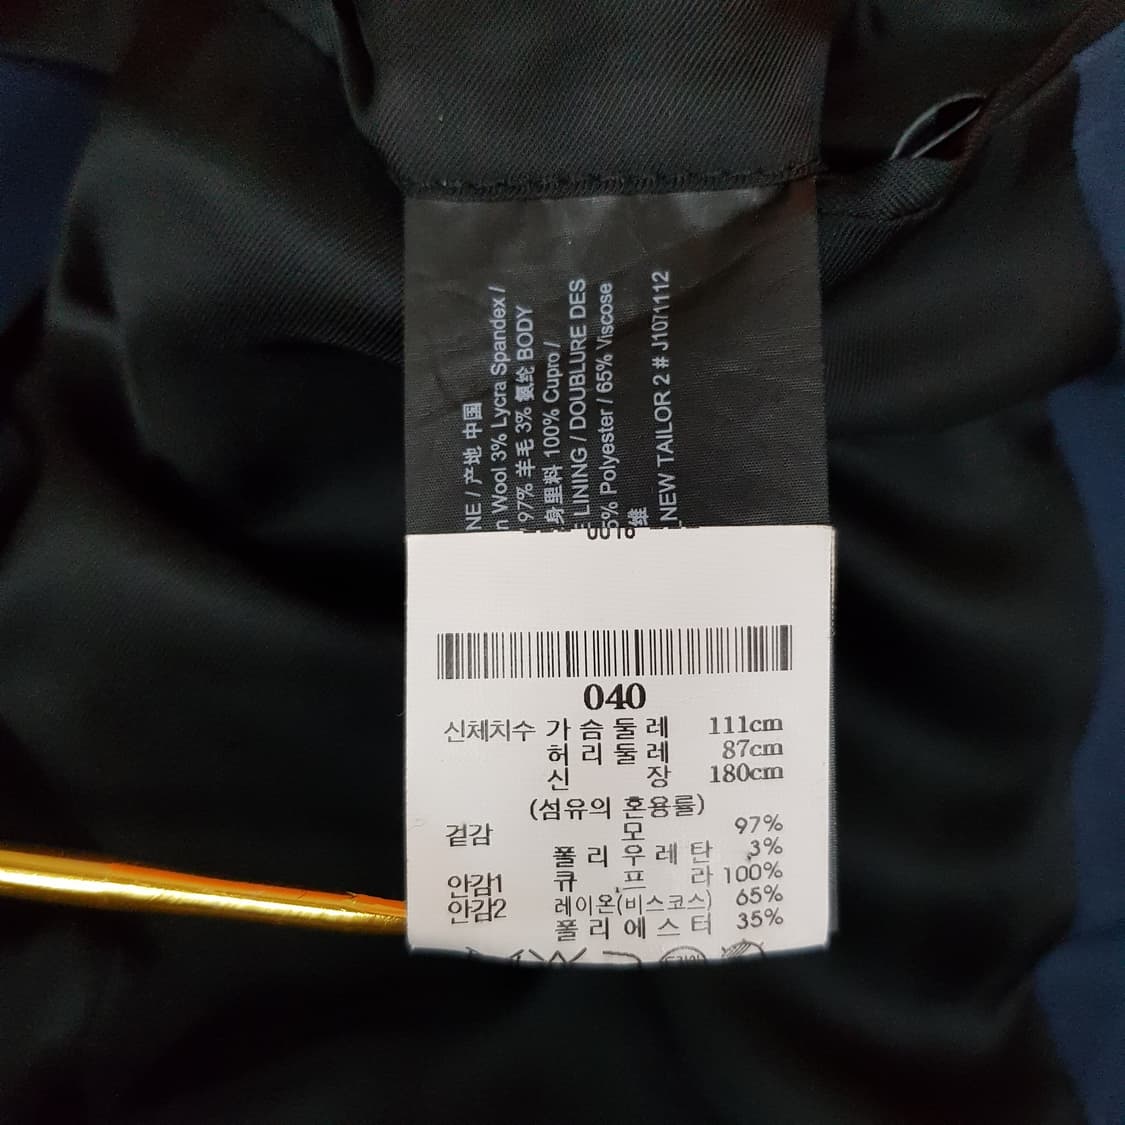 NE / 产地 中国
n Wool 3% Lycra Spandex /
97% 羊毛 3% 氨纶 BODY
身里料 100% Cupro /
LINING / DOUBLURE DES
5% Polyester / 65% Viscose
维
NEW TAILOR 2 # J1071112
040
신체치수 가슴둘레 111cm
허리둘레 87cm
신장 180cm
(섬유의 혼용률)
겉감 모 97%
폴리우레탄 3%
안감1 큐프라 100%
안감2 레이온(비스코스) 65%
폴리에스터 35%